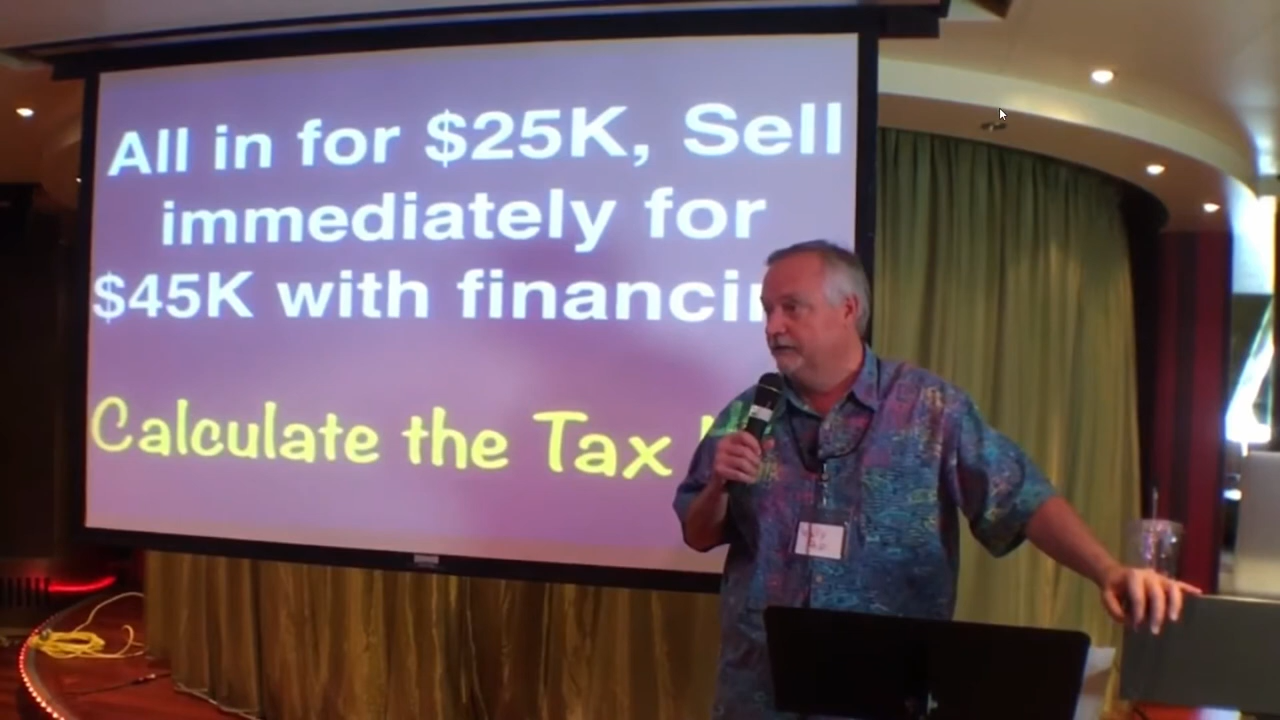 All in for $25K, Sell
immediately for
$45K with financin
Calculate the Tax